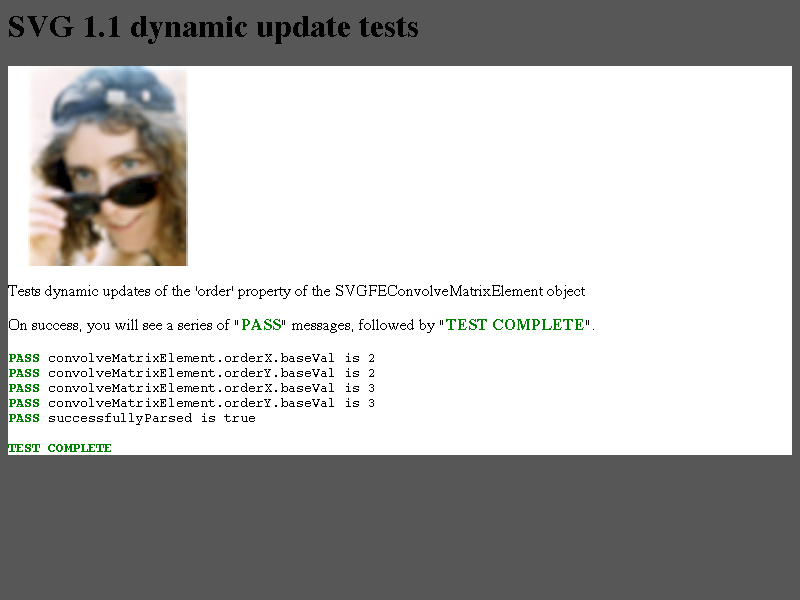 SVG 1.1 dynamic update tests
Tests dynamic updates of the 'order' property of the SVGFEConvolveMatrixElement object
On success, you will see a series of "PASS" messages, followed by "TEST COMPLETE".
PASS convolveMatrixElement.orderX.baseVal is 2
PASS convolveMatrixElement.orderY.baseVal is 2
PASS convolveMatrixElement.orderX.baseVal is 3
PASS convolveMatrixElement.orderY.baseVal is 3
PASS successfullyParsed is true
TEST COMPLETE